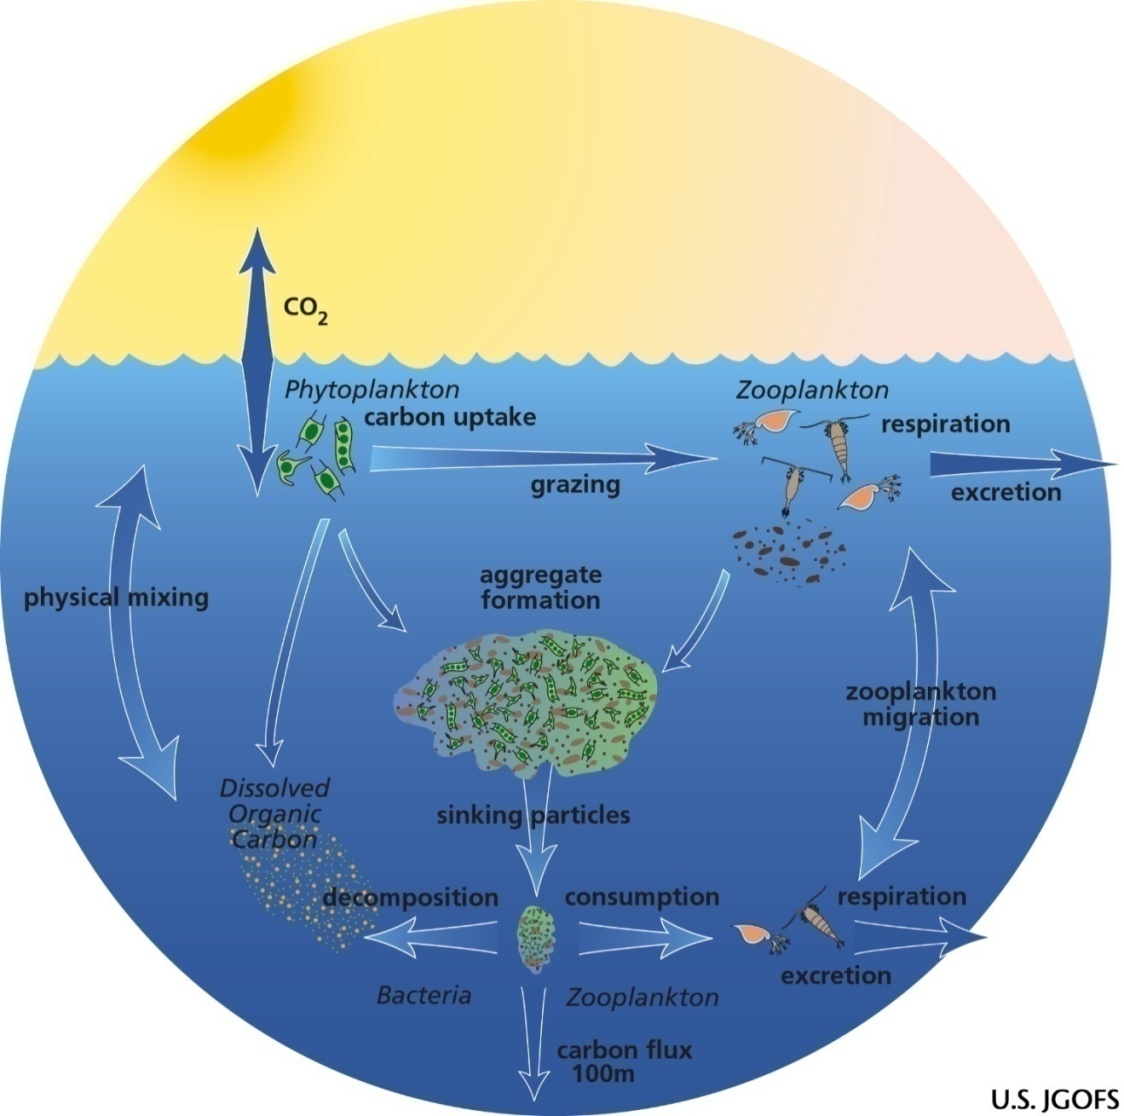 CO2
Phytoplankton
carbon uptake
Zooplankton
respiration
grazing
excretion
physical mixing
aggregate
formation
zooplankton
migration
Dissolved
Organic
Carbon
sinking particles
decomposition
consumption
respiration
excretion
Bacteria
Zooplankton
carbon flux
100m
U.S. JGOFS